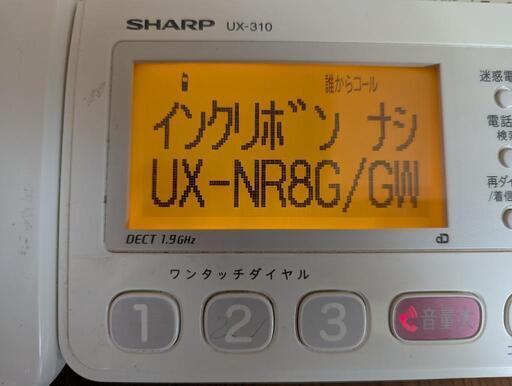 SHARP UX-310
誰からコール
インクリボン ナシ
UX-NR8G/GW
DECT 1.9GHz
ワンタッチダイヤル
1 2 3
迷惑電
電話
検索
再ダイ
/着信